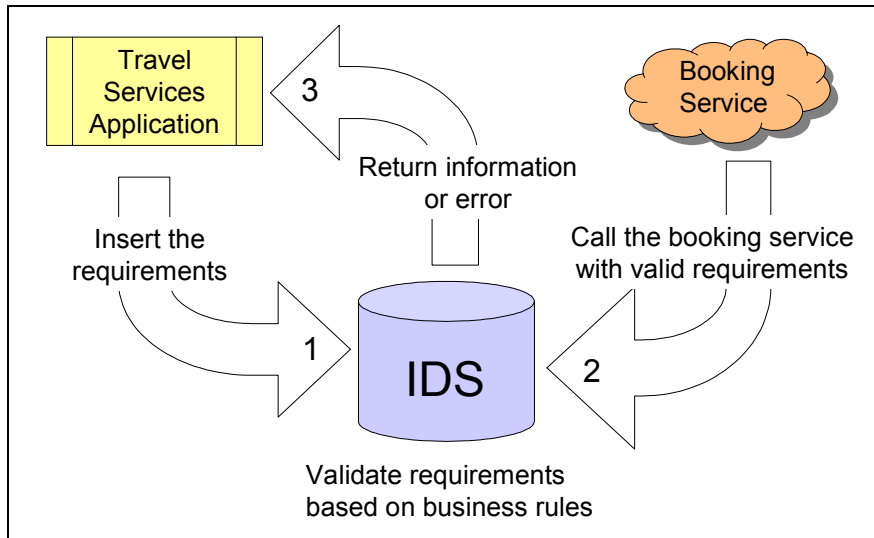 Travel
Services
Application
3
Booking
Service
Return information
or error
Insert the
requirements
Call the booking service
with valid requirements
1
IDS
2
Validate requirements
based on business rules